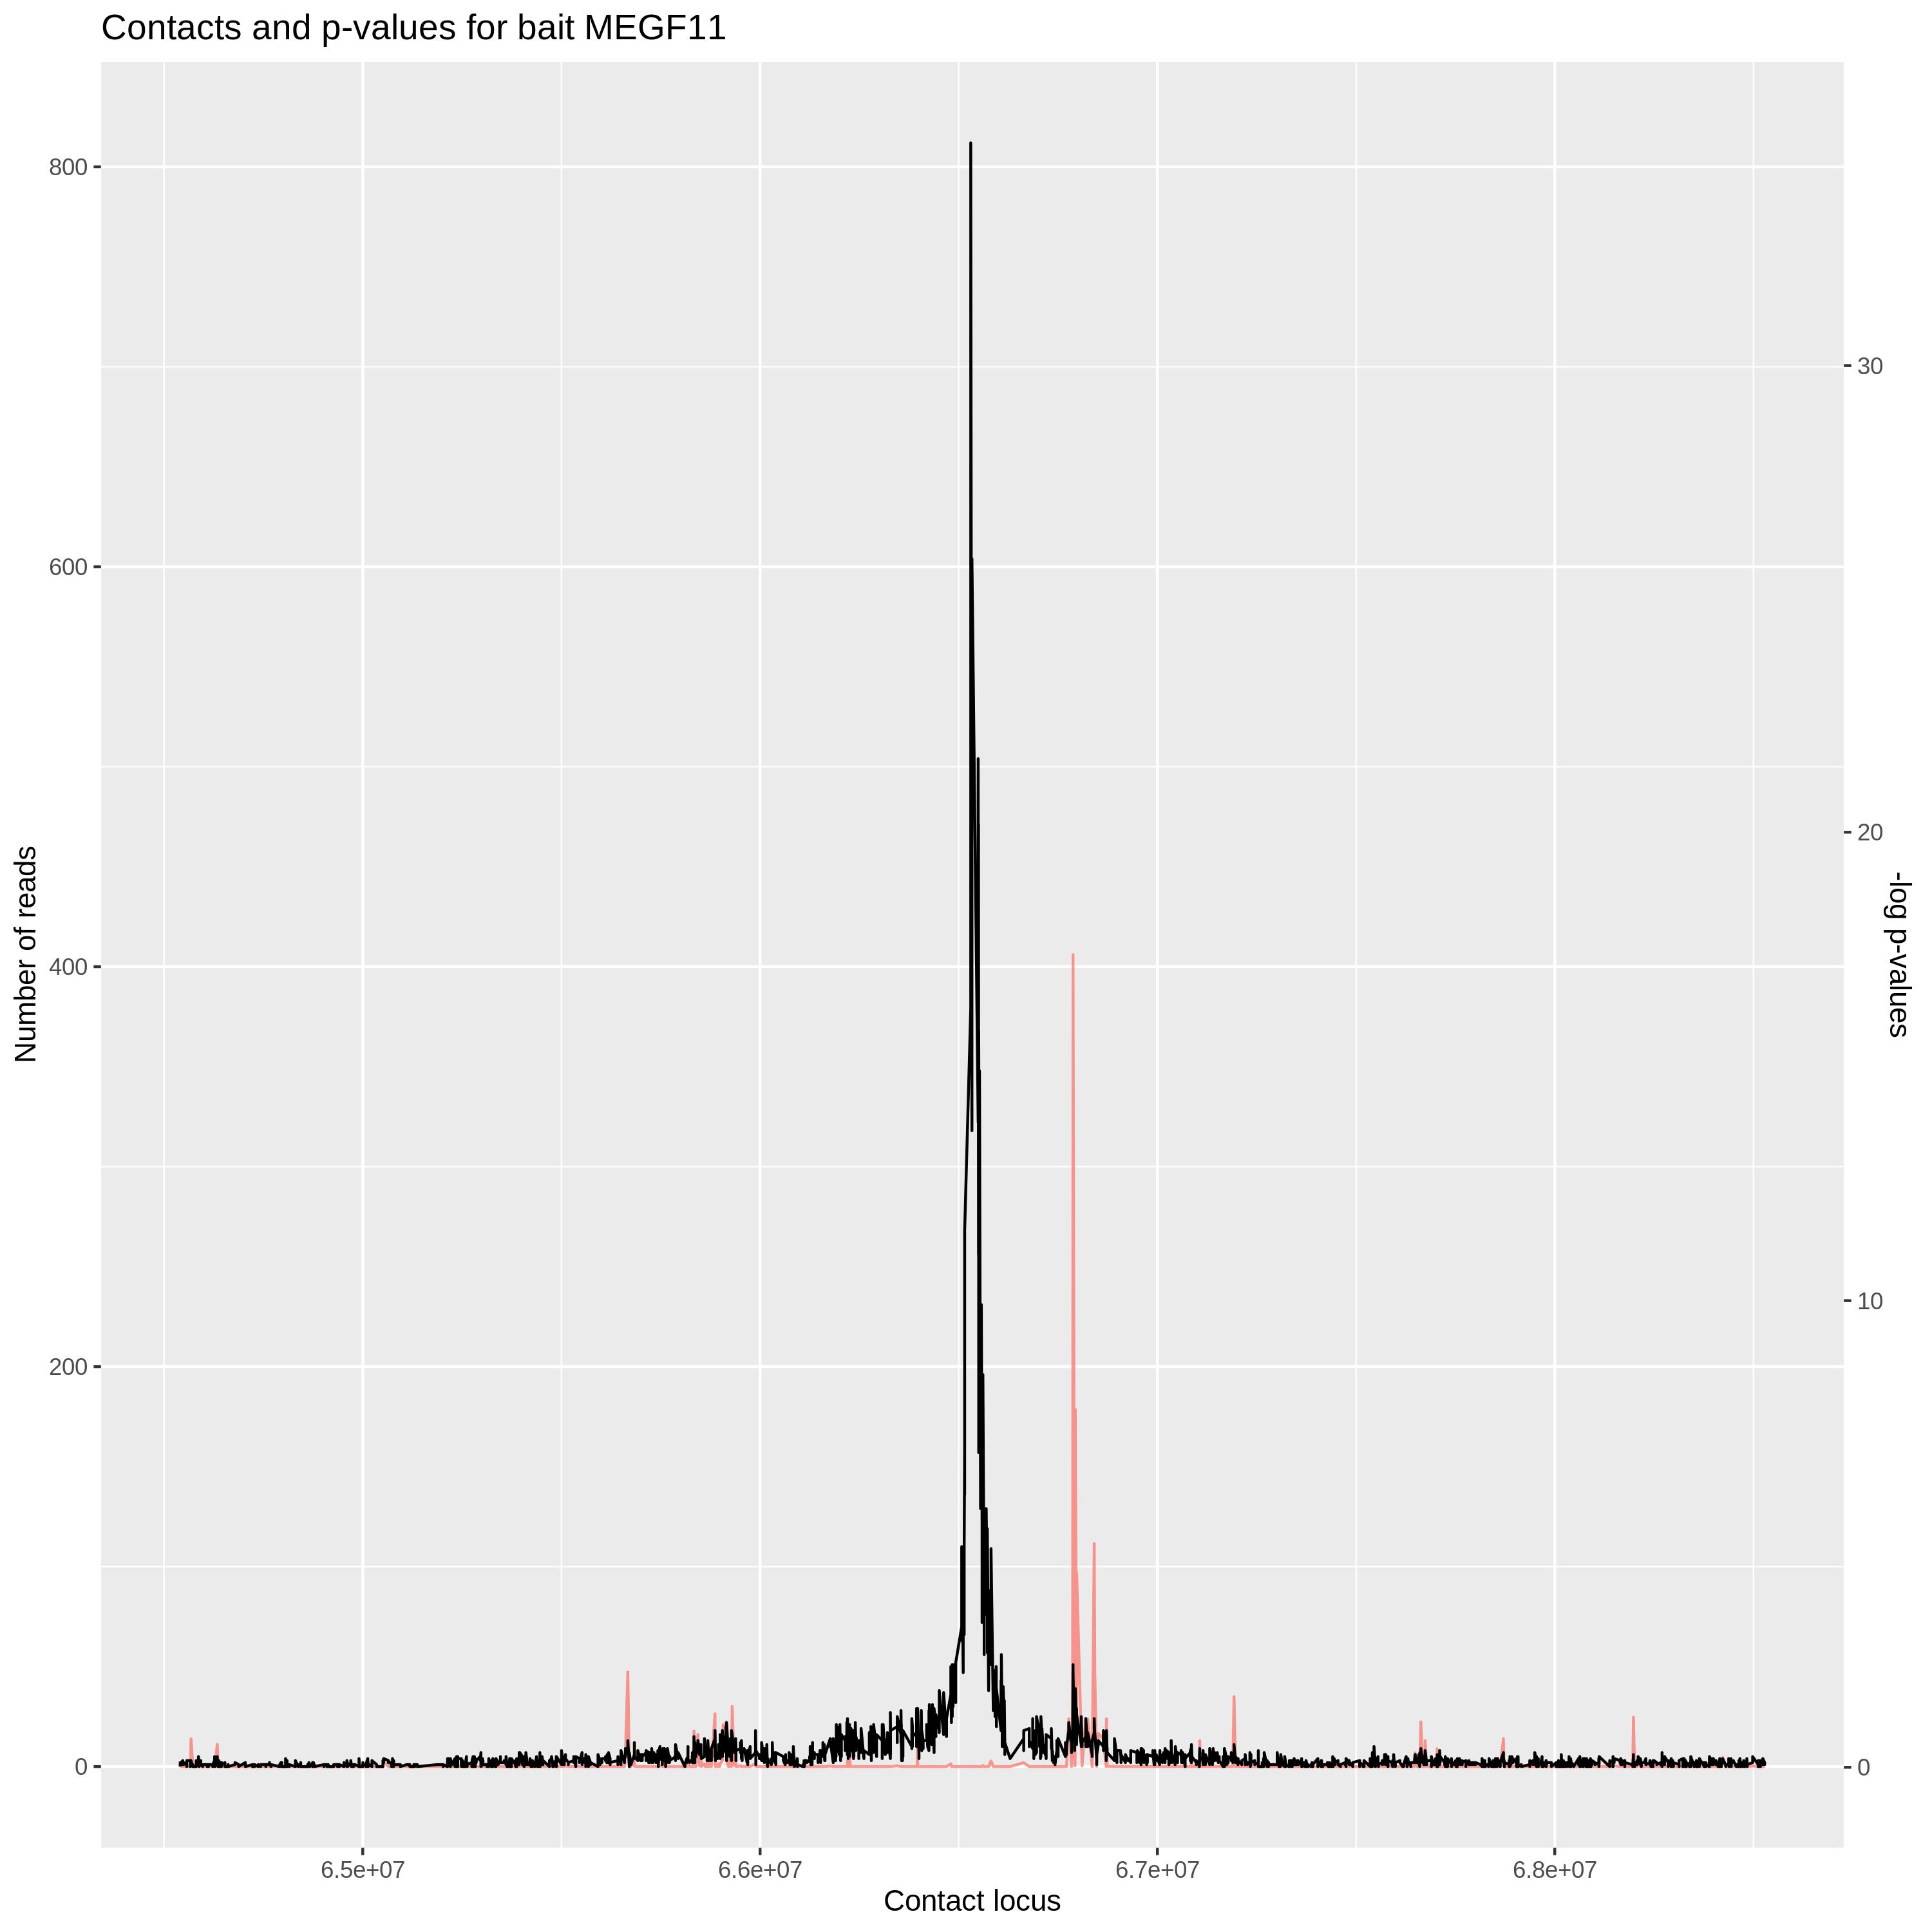 Contacts and p-values for bait MEGF11
800
600
400
200
0
Number of reads
30
20
10
0
-log p-values
6.5e+07
6.6e+07
6.7e+07
6.8e+07
Contact locus